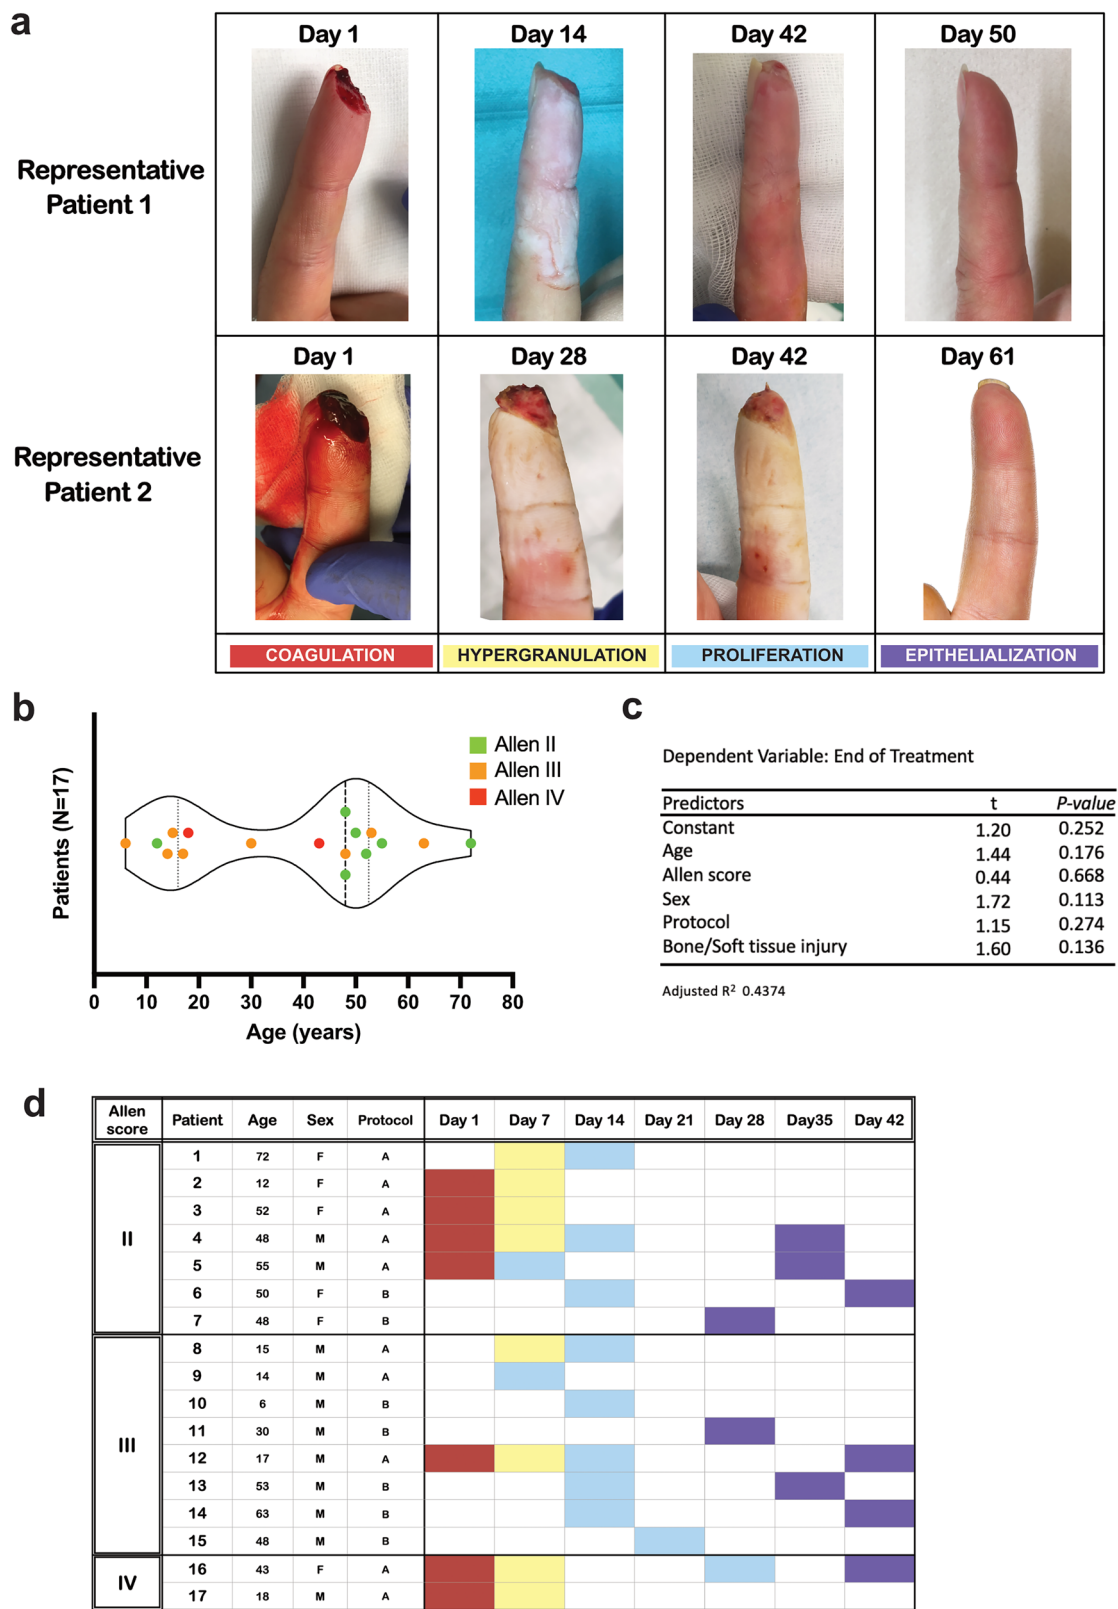 a
Day 1 Day 14 Day 42 Day 50
Representative
Patient 1
Day 1 Day 28 Day 42 Day 61
Representative
Patient 2
COAGULATION HYPERGRANULATION PROLIFERATION EPITHELIALIZATION
b
Patients (N=17)
Allen II
Allen III
Allen IV
0 10 20 30 40 50 60 70 80
Age (years)
c
Dependent Variable: End of Treatment
Predictors t P-value
Constant 1.20 0.252
Age 1.44 0.176
Allen score 0.44 0.668
Sex 1.72 0.113
Protocol 1.15 0.274
Bone/Soft tissue injury 1.60 0.136
Adjusted R² 0.4374
d
Allen score Patient Age Sex Protocol Day 1 Day 7 Day 14 Day 21 Day 28 Day35 Day 42
II
1 72 F A
2 12 F A
3 52 F A
4 48 M A
5 55 M A
6 50 F B
7 48 F B
III
8 15 M A
9 14 M A
10 6 M B
11 30 M B
12 17 M A
13 53 M B
14 63 M B
15 48 M B
IV
16 43 F A
17 18 M A